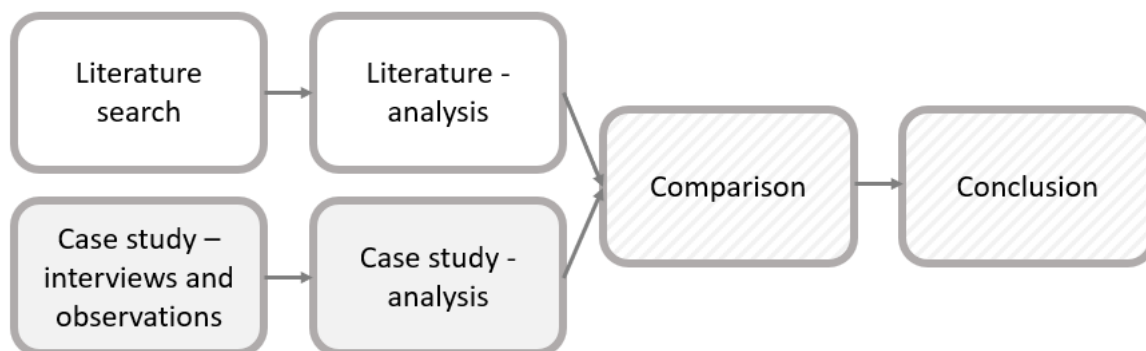 Literature
search
Literature -
analysis
Case study –
interviews and
observations
Case study -
analysis
Comparison
Conclusion